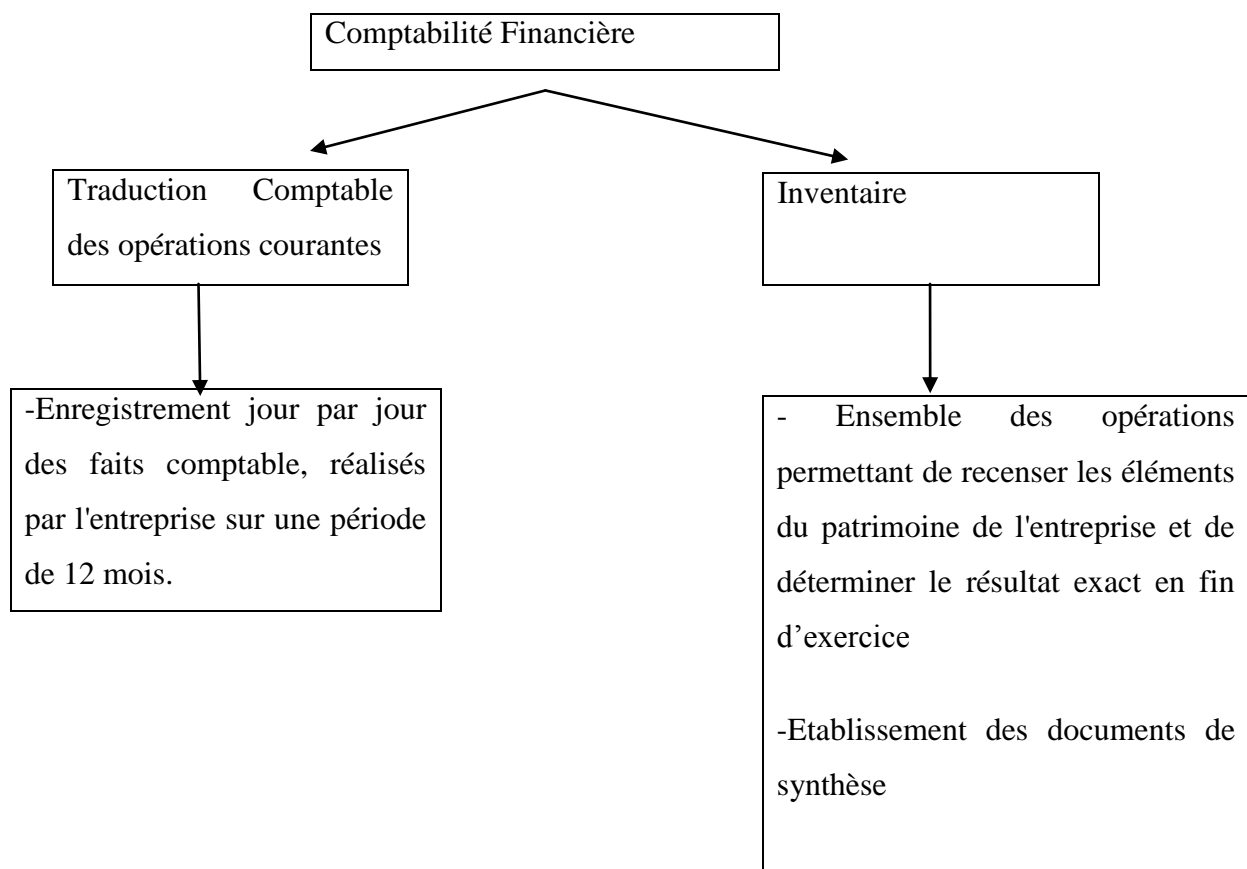 Comptabilité Financière
Traduction Comptable
des opérations courantes
Inventaire
-Enregistrement jour par jour
des faits comptable, réalisés
par l'entreprise sur une période
de 12 mois.
- Ensemble des opérations
permettant de recenser les éléments
du patrimoine de l'entreprise et de
déterminer le résultat exact en fin
d’exercice
-Etablissement des documents de
synthèse